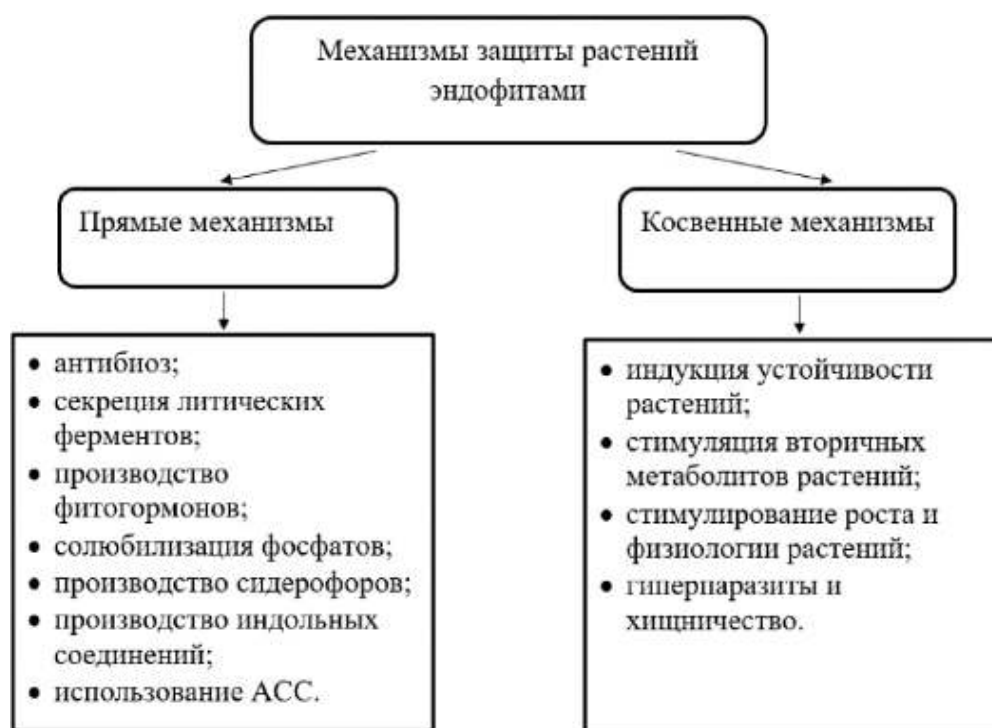 Механизмы защиты растений
эндофитами
Прямые механизмы
Косвенные механизмы
• антибиоз;
• секреция литических
ферментов;
• производство
фитогормонов;
• солюбилизация фосфатов;
• производство сидерофоров;
• производство индольных
соединений;
• использование АСС.
• индукция устойчивости
растений;
• стимуляция вторичных
метаболитов растений;
• стимулирование роста и
физиологии растений;
• гиперпаразиты и
хищничество.